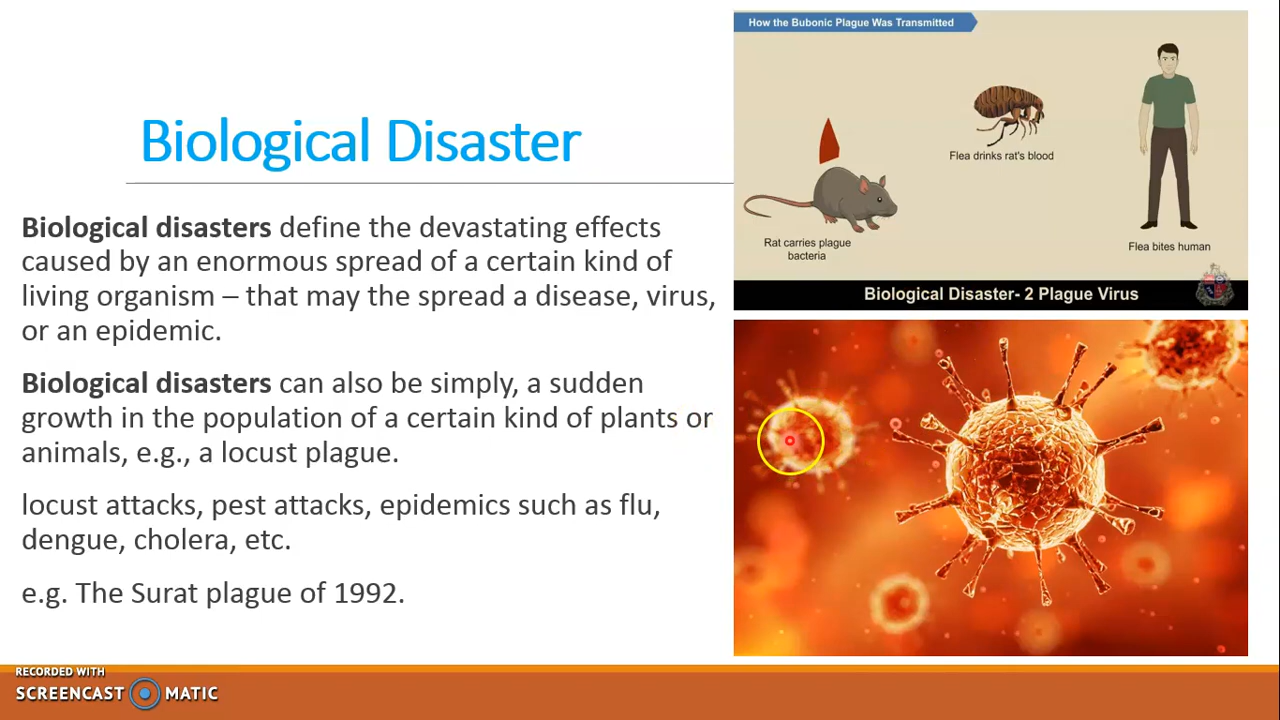 Biological Disaster
Biological disasters define the devastating effects
caused by an enormous spread of a certain kind of
living organism – that may the spread a disease, virus,
or an epidemic.
Biological disasters can also be simply, a sudden
growth in the population of a certain kind of plants or
animals, e.g., a locust plague.
locust attacks, pest attacks, epidemics such as flu,
dengue, cholera, etc.
e.g. The Surat plague of 1992.
How the Bubonic Plague Was Transmitted
Rat carries plague
bacteria
Flea drinks rat's blood
Flea bites human
Biological Disaster- 2 Plague Virus
RECORDED WITH
SCREENCAST MATIC